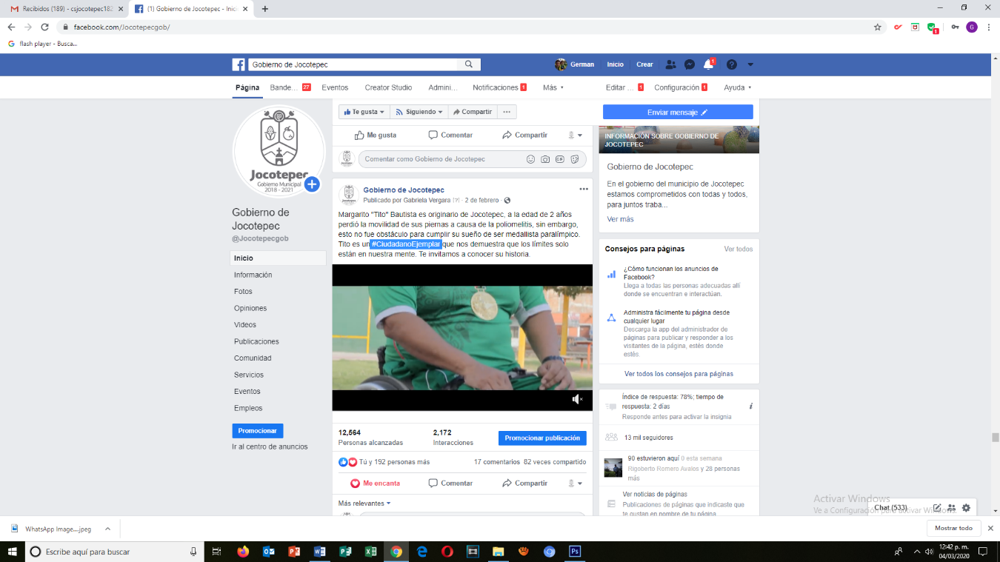 Recibidos (189) - csjocotepec182
(1) Gobierno de Jocotepec - Inic
facebook.com/Jocotepecgob/
1
G
flash player - Busca...
Gobierno de Jocotepec
German
Inicio
Crear
1
Página
Bande... 27
Eventos
Creator Studio
Admini...
Notificaciones 1
Más
Editar ... 1
Configuración 1
Ayuda
Jocotepec
Gobierno Municipal
2018 - 2021
Gobierno de
Jocotepec
@Jocotepecgob
Inicio
Información
Fotos
Opiniones
Videos
Publicaciones
Comunidad
Servicios
Eventos
Empleos
Promocionar
Ir al centro de anuncios
Te gusta
Siguiendo
Compartir
Me gusta
Comentar
Compartir
Comentar como Gobierno de Jocotepec
GIF
Gobierno de Jocotepec
Publicado por Gabriela Vergara [?] · 2 de febrero ·
Margarito "Tito" Bautista es originario de Jocotepec, a la edad de 2 años
perdió la movilidad de sus piernas a causa de la poliomelitis, sin embargo,
esto no fue obstáculo para cumplir su sueño de ser medallista paralímpico.
Tito es un #CiudadanoEjemplar que nos demuestra que los límites solo
están en nuestra mente. Te invitamos a conocer su historia.
12,564
Personas alcanzadas
2,172
Interacciones
Promocionar publicación
Tú y 192 personas más
17 comentarios 82 veces compartido
Me encanta
Comentar
Compartir
Más relevantes
Enviar mensaje
INFORMACIÓN SOBRE GOBIERNO DE
JOCOTEPEC
Gobierno de Jocotepec
En el gobierno del municipio de Jocotepec
estamos comprometidos con todas y todos,
para juntos traba...
Ver más
Consejos para páginas
Ver todos
¿Cómo funcionan los anuncios de
Facebook?
Llega a todas las personas adecuadas allí
donde se encuentran e interactúan.
Administra fácilmente tu página desde
cualquier lugar
Descarga la app del administrador de
páginas para publicar y responder a los
visitantes de la página, estés donde
estés.
Ver todos los consejos para páginas
Índice de respuesta: 78%; tiempo de
respuesta: 2 días
Responde antes para activar la insignia
13 mil seguidores
90 estuvieron aquí 0 esta semana
Rigoberto Romero Avalos y 28 personas
más
Ver noticias de páginas
Publicaciones de páginas que indicaste que
te gustan en nombre de tu página
Activar Windows
Ve a Configuración para activar Windows.
Chat (533)
WhatsApp Image....jpeg
Mostrar todo
Escribe aquí para buscar
Ps
12:42 p. m.
04/03/2020